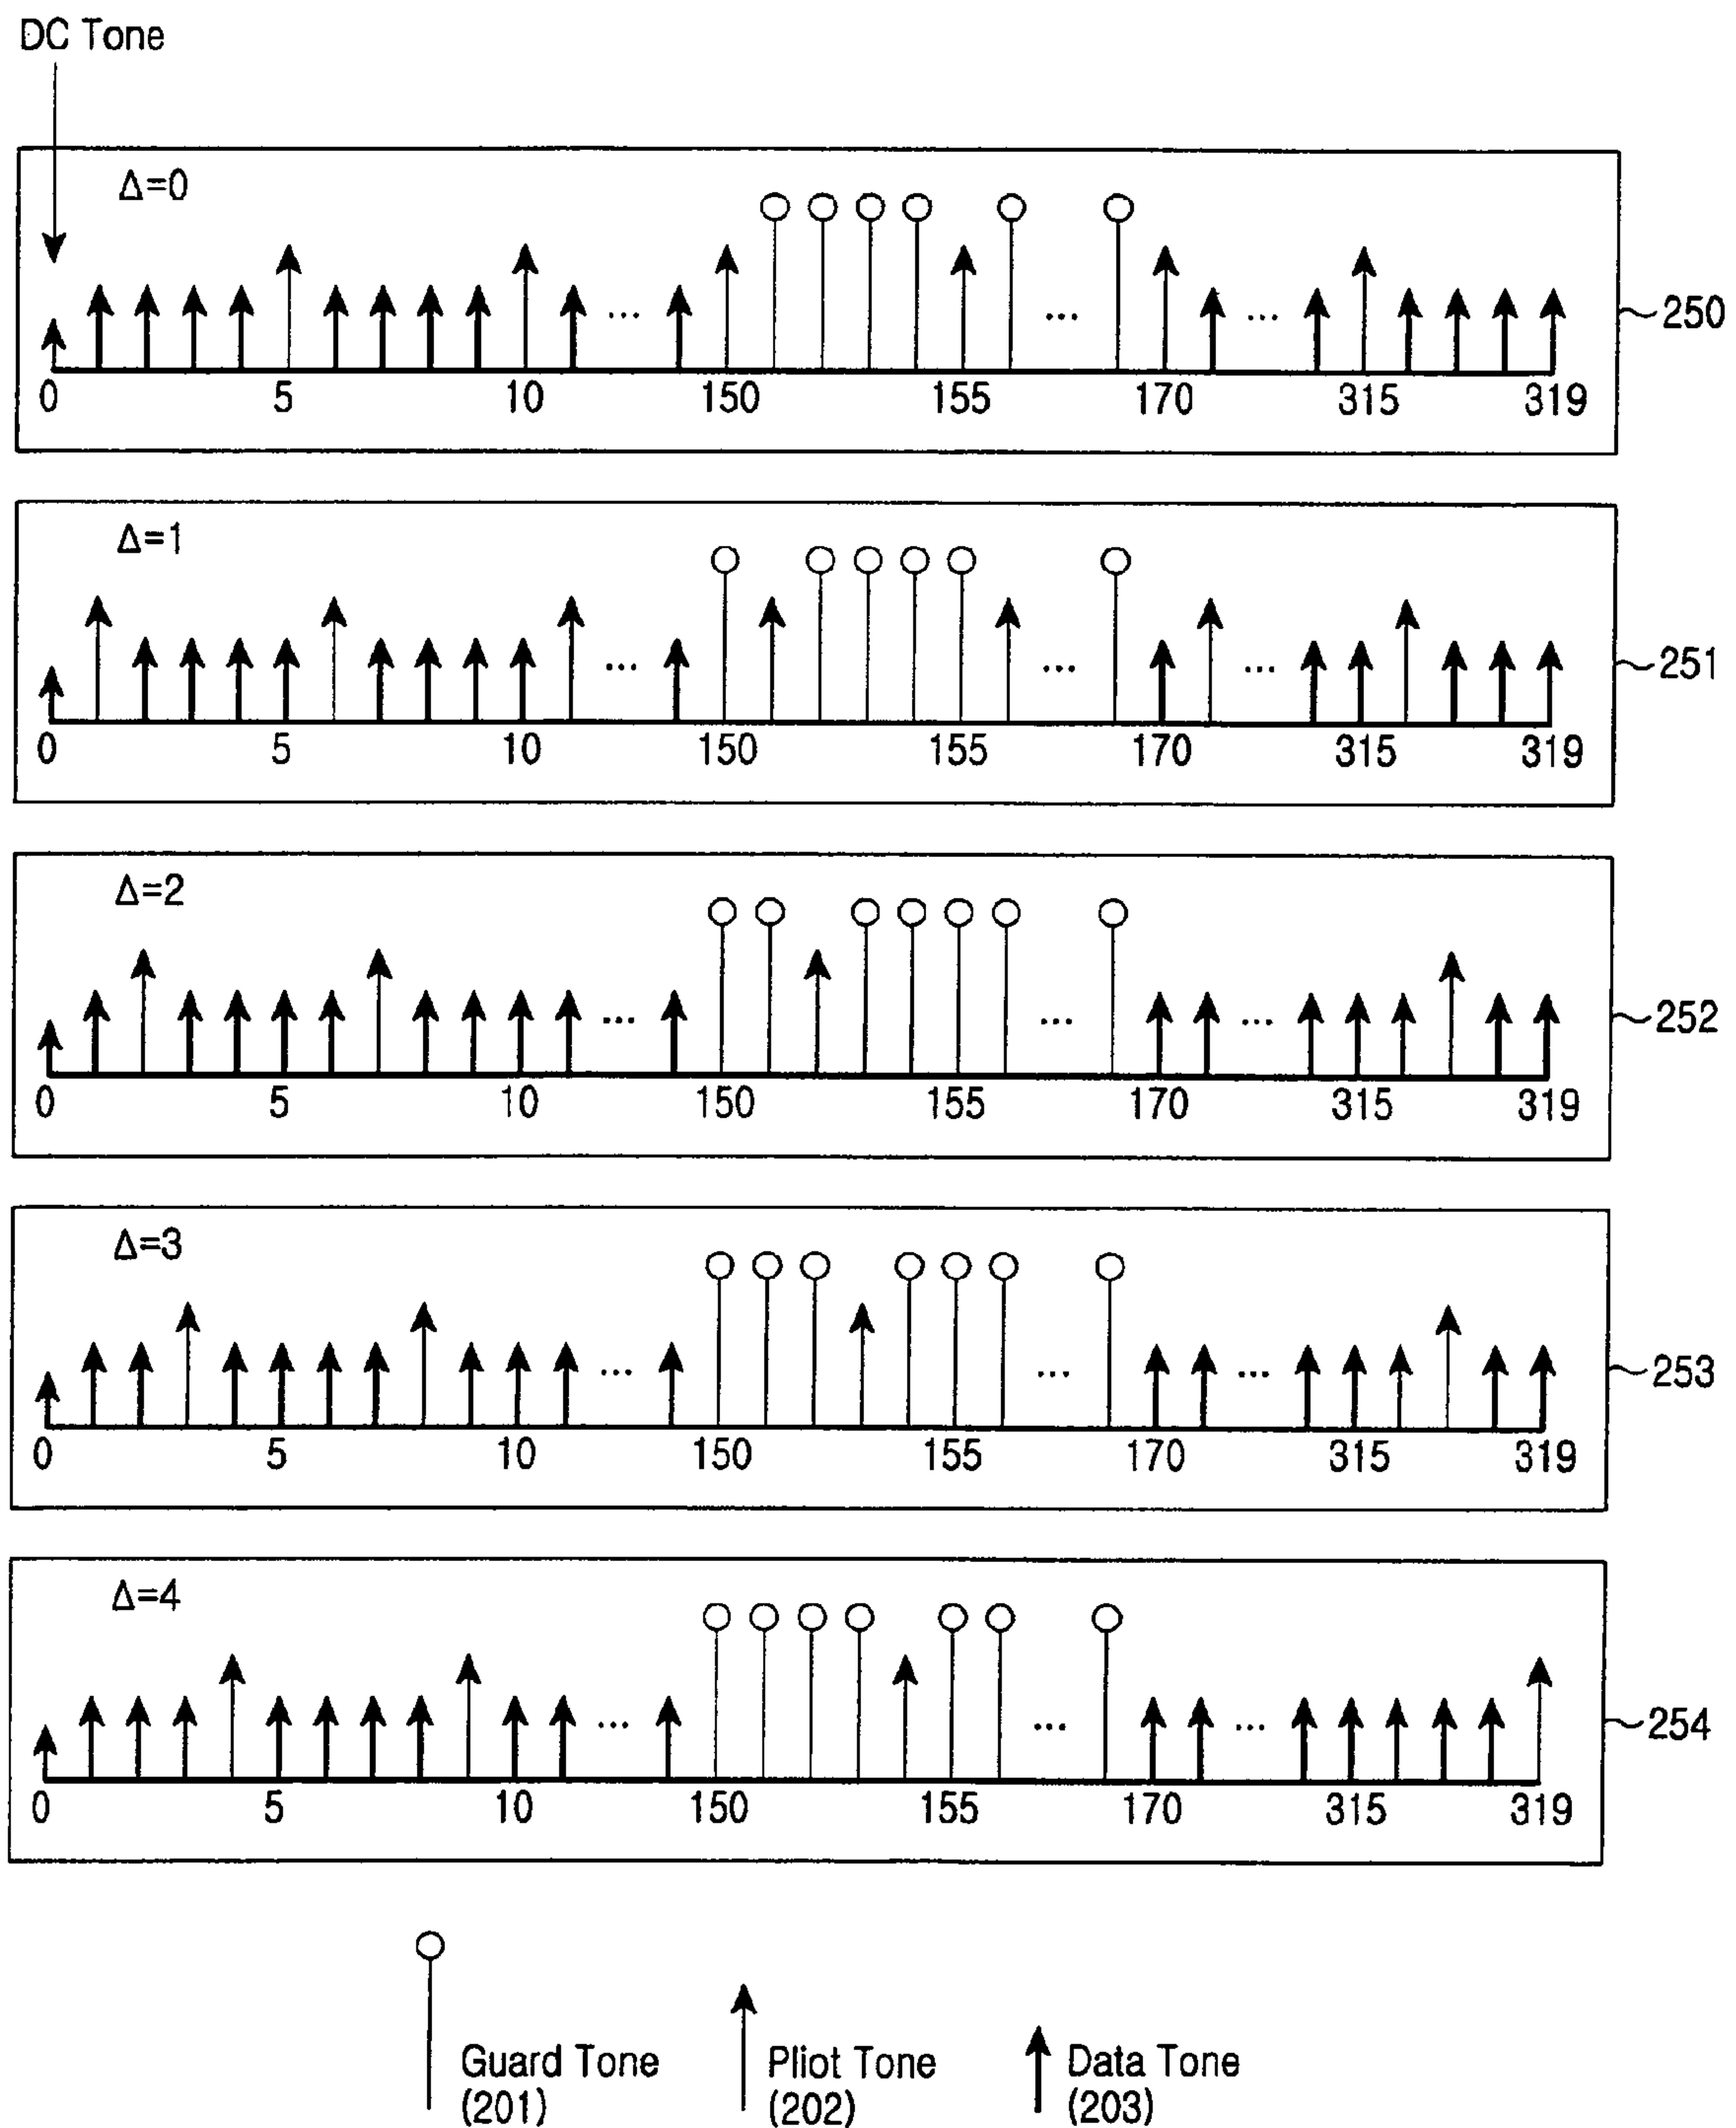 DC Tone
Δ=0
...
...
...
0 5 10 150 155 170 315 319
250
Δ=1
...
...
...
0 5 10 150 155 170 315 319
251
Δ=2
...
...
...
0 5 10 150 155 170 315 319
252
Δ=3
...
...
...
0 5 10 150 155 170 315 319
253
Δ=4
...
...
...
0 5 10 150 155 170 315 319
254
Guard Tone
(201)
Pliot Tone
(202)
Data Tone
(203)